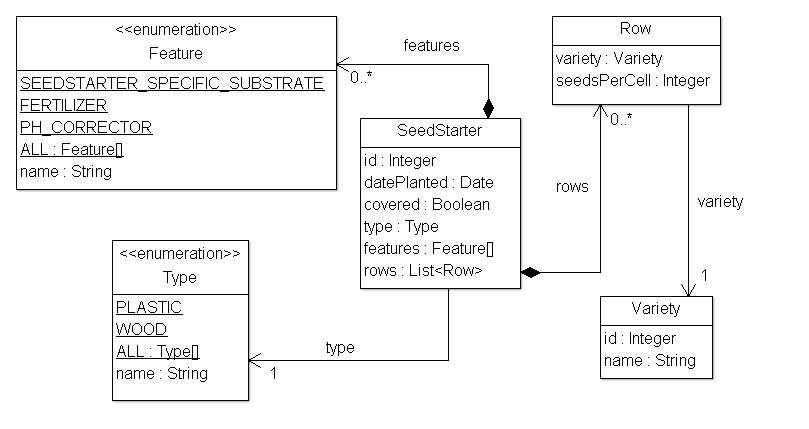 <<enumeration>>
Feature
SEEDSTARTER_SPECIFIC_SUBSTRATE
FERTILIZER
PH_CORRECTOR
ALL : Feature[]
name : String
features
0..*
Row
variety : Variety
seedsPerCell : Integer
0..*
SeedStarter
id : Integer
datePlanted : Date
covered : Boolean
type : Type
features : Feature[]
rows : List<Row>
rows
variety
1
<<enumeration>>
Type
PLASTIC
WOOD
ALL : Type[]
name : String
type
1
Variety
id : Integer
name : String